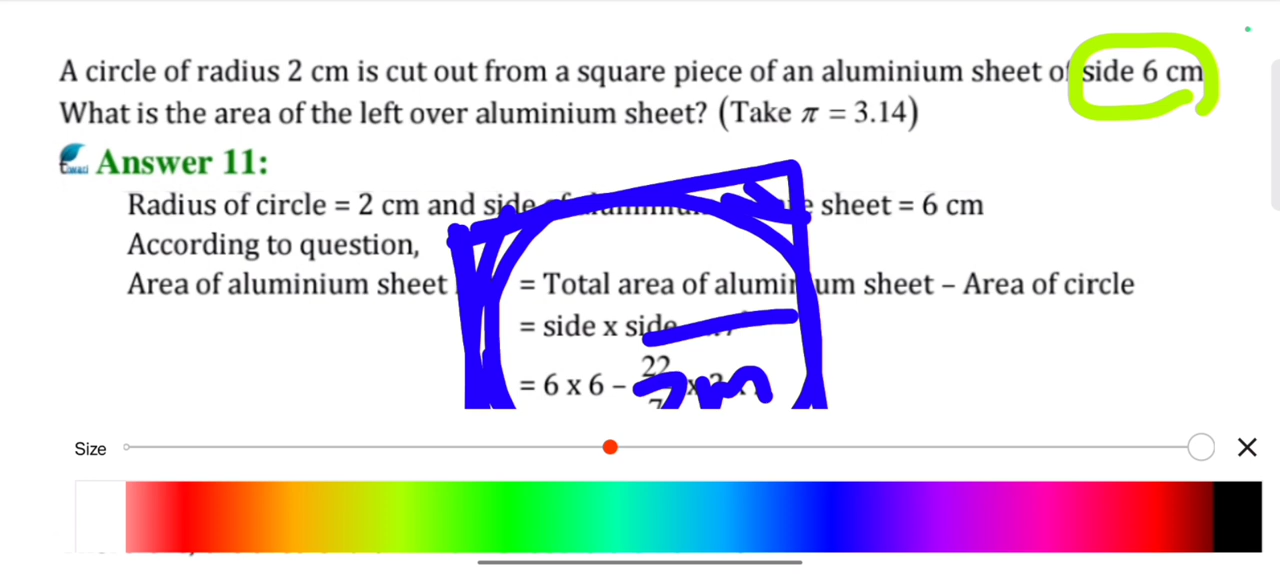 A circle of radius 2 cm is cut out from a square piece of an aluminium sheet of side 6 cm
What is the area of the left over aluminium sheet? (Take π = 3.14)
Answer 11:
Radius of circle = 2 cm and side sheet = 6 cm
According to question,
Area of aluminium sheet = Total area of aluminium sheet – Area of circle
= side x side
= 6 x 6 – 22
Size